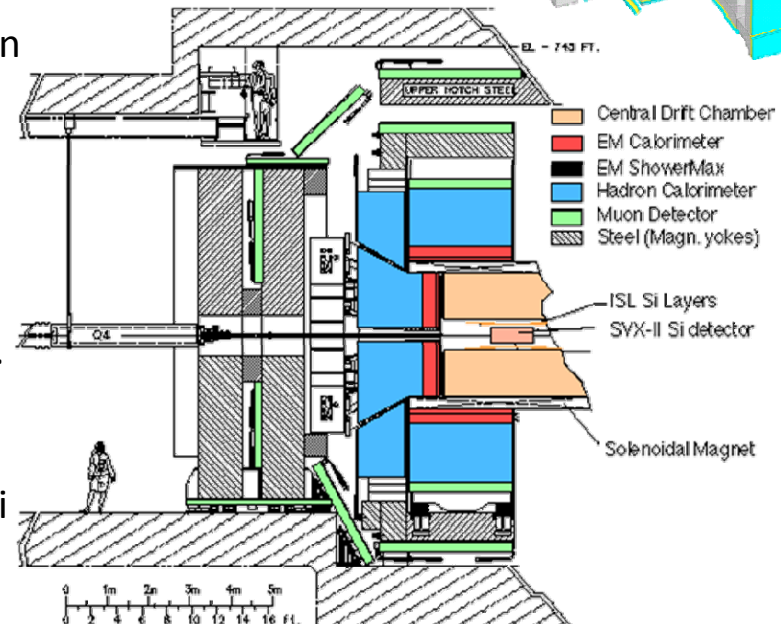 n
EL - 743 FT.
UPPER NOTCH STEEL
Central Drift Chamber
EM Calorimeter
EM ShowerMax
Hadron Calorimeter
Muon Detector
Steel (Magn. yokes)
ISL Si Layers
SVX-II Si detector
Q4
Solenoidal Magnet
i
0 1m 2m 3m 4m 5m
0 2 4 6 8 10 12 14 16 Ft.